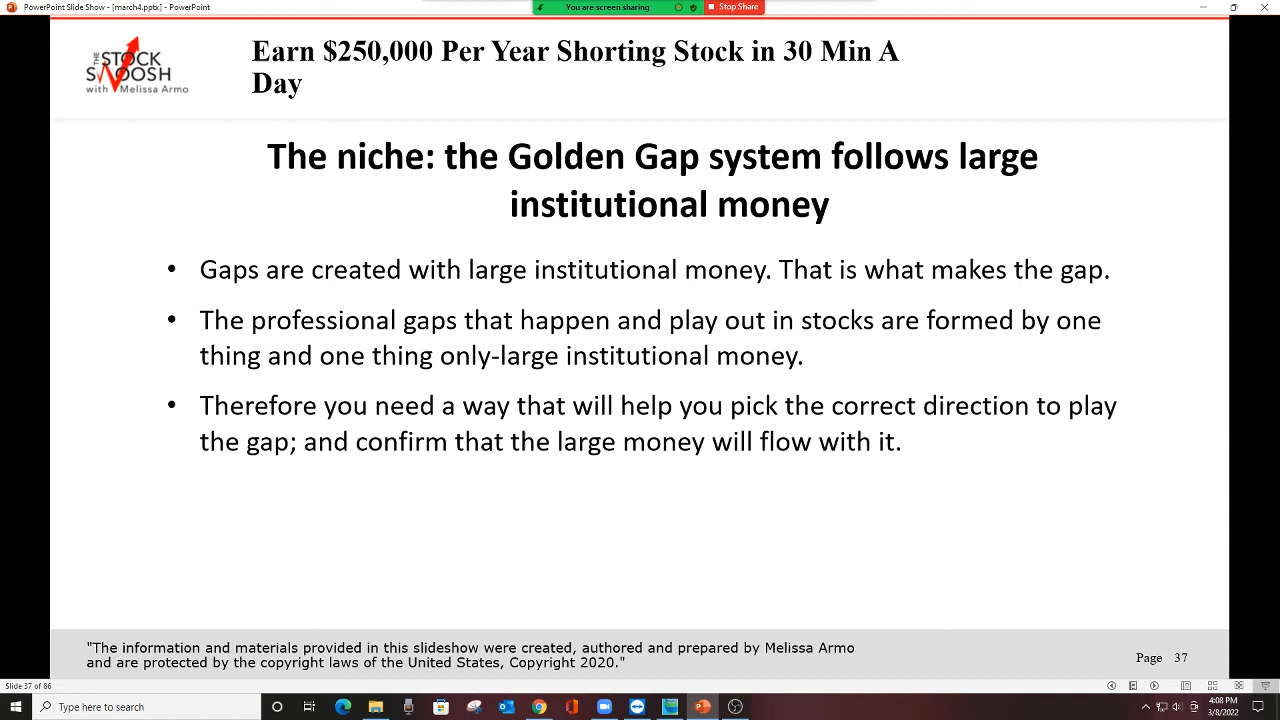 PowerPoint Slide Show - [march4.pptx] - PowerPoint
You are screen sharing
Stop Share
THE
STOCK
SWOOSH
with Melissa Armo
Earn $250,000 Per Year Shorting Stock in 30 Min A
Day
The niche: the Golden Gap system follows large
institutional money
• Gaps are created with large institutional money. That is what makes the gap.
• The professional gaps that happen and play out in stocks are formed by one
thing and one thing only-large institutional money.
• Therefore you need a way that will help you pick the correct direction to play
the gap; and confirm that the large money will flow with it.
"The information and materials provided in this slideshow were created, authored and prepared by Melissa Armo
and are protected by the copyright laws of the United States, Copyright 2020."
Page 37
Slide 37 of 86
Type here to search
4:08 PM
3/8/2022